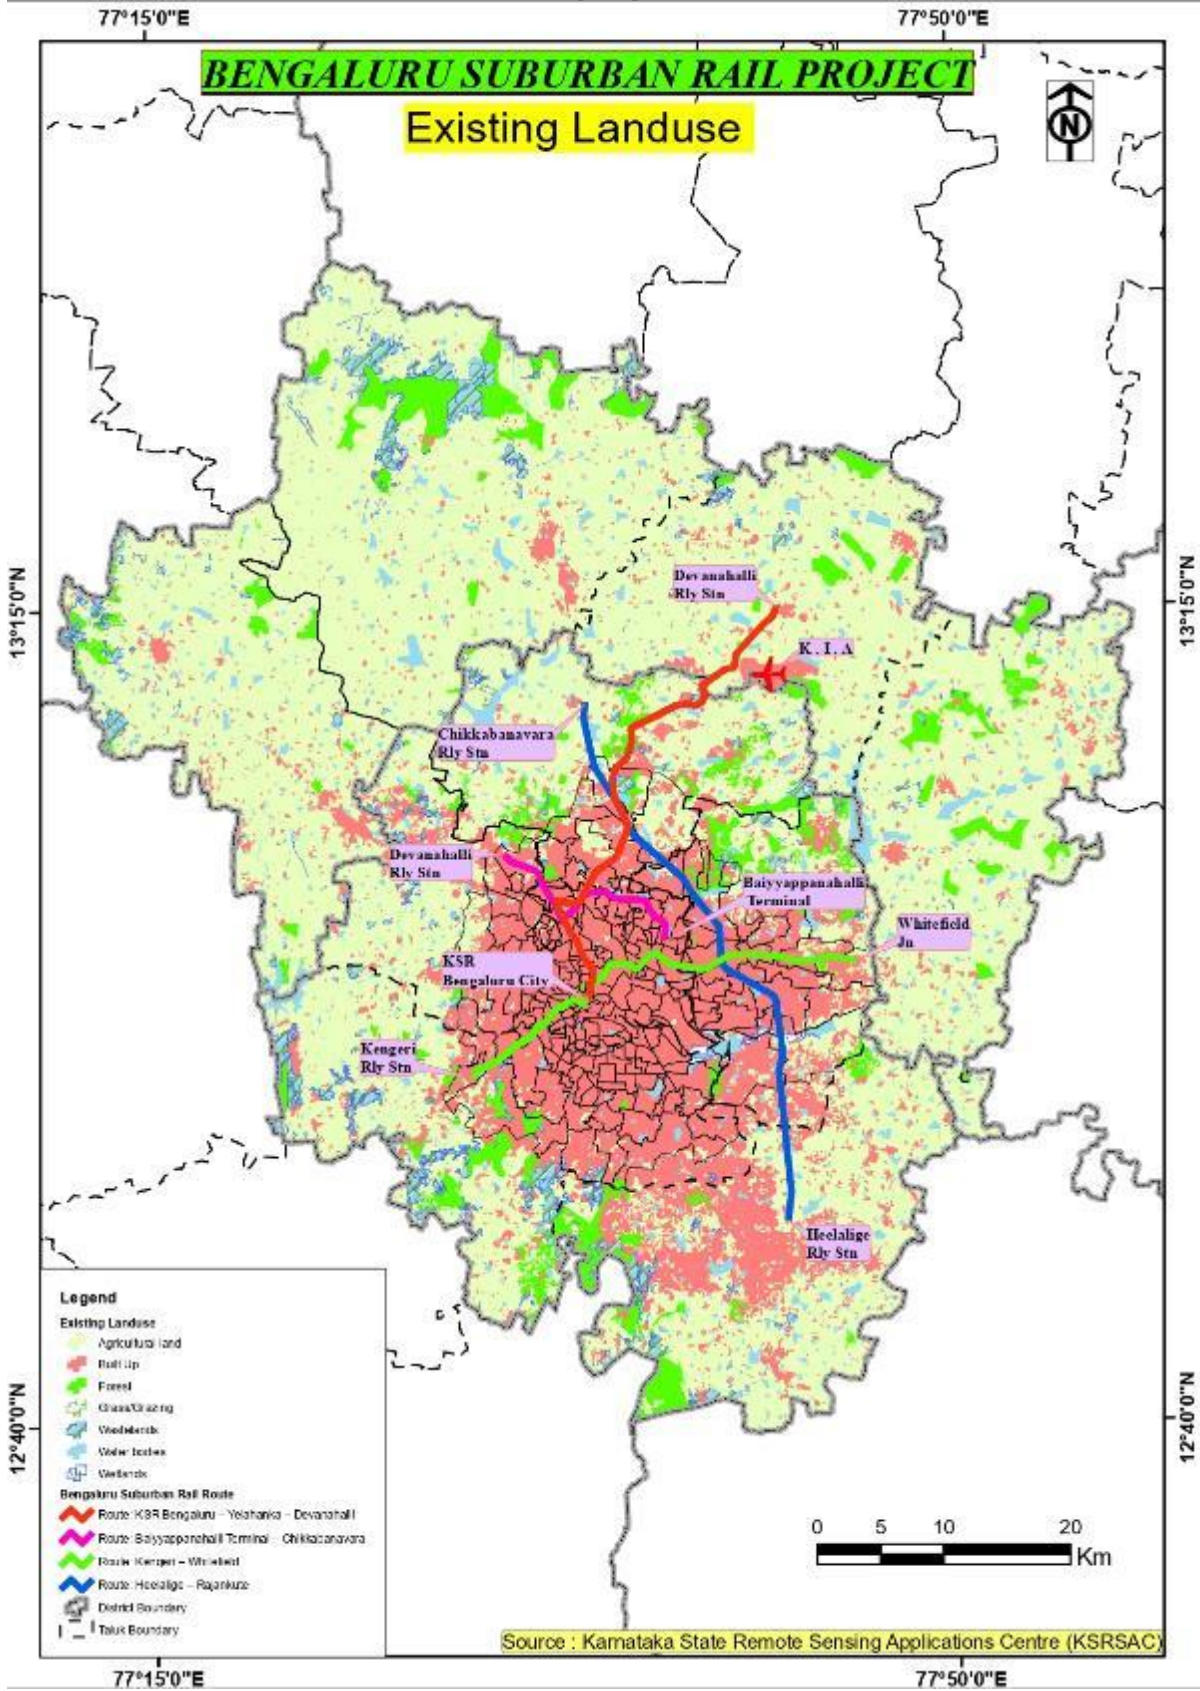 77°15'0"E
77°50'0"E
BENGALURU SUBURBAN RAIL PROJECT
Existing Landuse
N
13°15'0"N
13°15'0"N
Devanahalli
Rly Stn
K. I. A
Chikkabanavara
Rly Stn
Devanahalli
Rly Stn
Baiyyappanahalli
Terminal
Whitefield
Jn
KSR
Bengaluru City
Kengeri
Rly Stn
Heelalige
Rly Stn
12°40'0"N
12°40'0"N
Legend
Existing Landuse
Agricultural land
Built Up
Forest
Grass/Grazing
Wastelands
Water bodies
Wetlands
Bengaluru Suburban Rail Route
Route: KSR Bengaluru – Yelahanka – Devanahalli
Route: Baiyyappanahalli Terminal – Chikkabanavara
Route: Kengeri – Whitefield
Route: Heelalige – Rajankute
District Boundary
Taluk Boundary
0 5 10 20
Km
Source : Karnataka State Remote Sensing Applications Centre (KSRSAC)
77°15'0"E
77°50'0"E